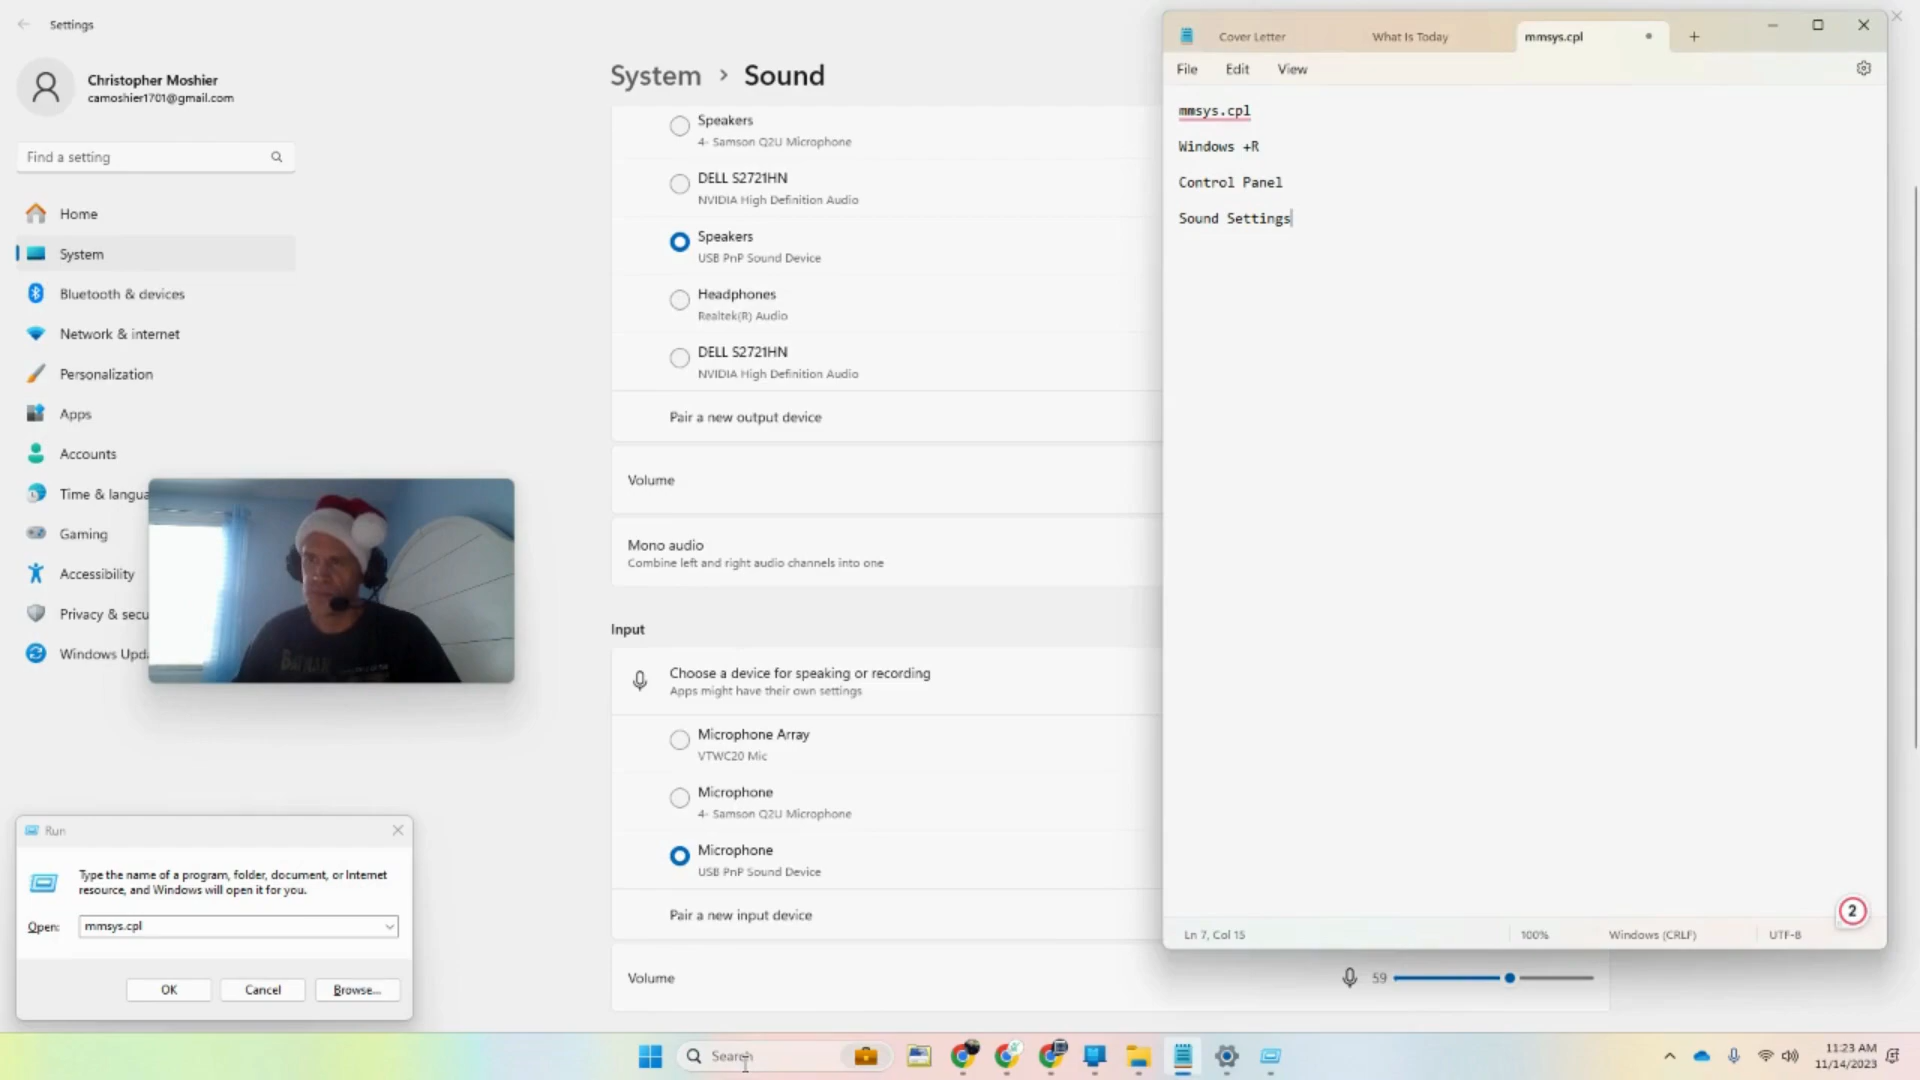 Settings
Christopher Moshier
camoshier1701@gmail.com
Find a setting
Home
System
Bluetooth & devices
Network & internet
Personalization
Apps
Accounts
Time & langua
Gaming
Accessibility
Privacy & secu
Windows Upd
System > Sound
Speakers
4- Samson Q2U Microphone
DELL S2721HN
NVIDIA High Definition Audio
Speakers
USB PnP Sound Device
Headphones
Realtek(R) Audio
DELL S2721HN
NVIDIA High Definition Audio
Pair a new output device
Volume
Mono audio
Combine left and right audio channels into one
Input
Choose a device for speaking or recording
Apps might have their own settings
Microphone Array
VTWC20 Mic
Microphone
4- Samson Q2U Microphone
Microphone
USB PnP Sound Device
Pair a new input device
Volume
59
Cover Letter
What Is Today
mmsys.cpl
File Edit View
mmsys.cpl
Windows +R
Control Panel
Sound Settings
2
Ln 7, Col 15
100%
Windows (CRLF)
UTF-8
BATMAN
Run
Type the name of a program, folder, document, or Internet
resource, and Windows will open it for you.
Open: mmsys.cpl
OK Cancel Browse...
Search
11:23 AM
11/14/2023